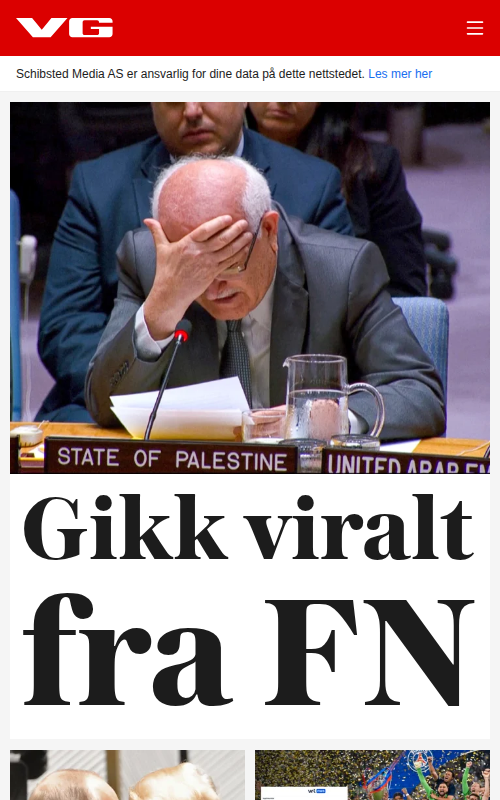 VG
Schibsted Media AS er ansvarlig for dine data på dette nettstedet. Les mer her
STATE OF PALESTINE
UNITED ARAB EM
Gikk viralt
fra FN